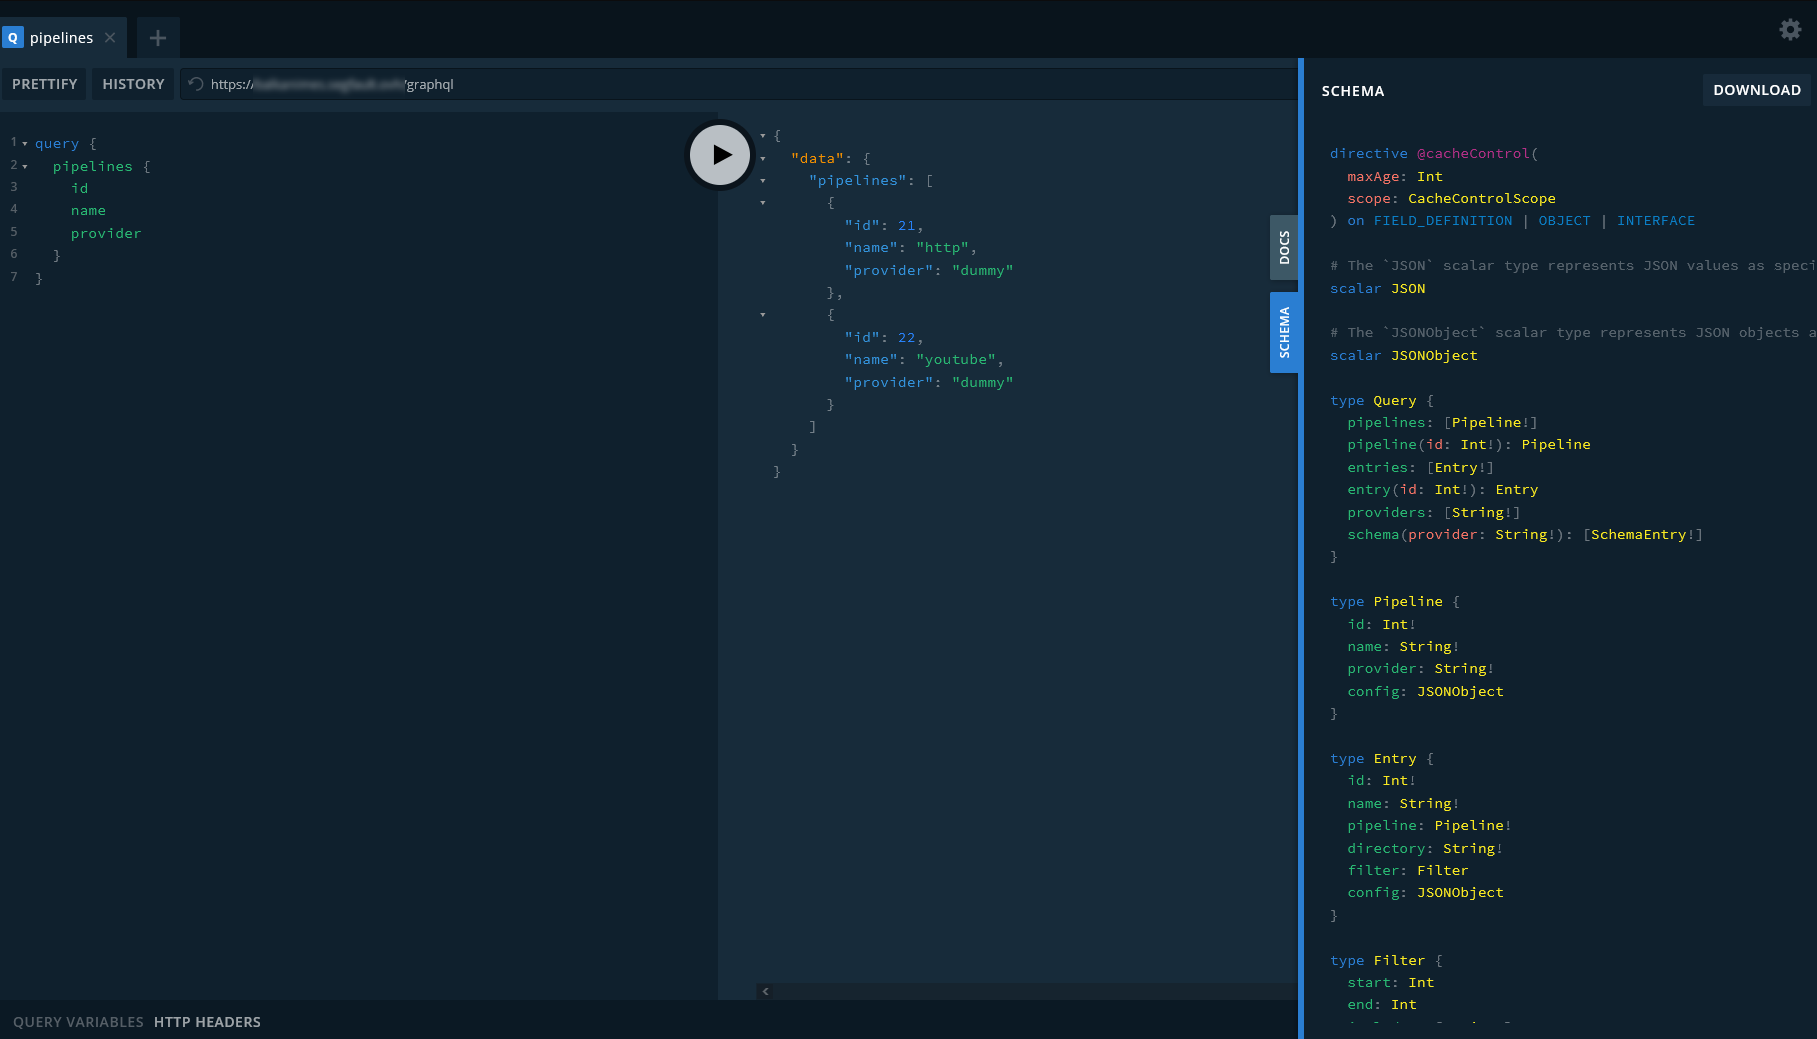 Q pipelines
PRETTIFY HISTORY https:// /graphql
1 query {
2 pipelines {
3 id
4 name
5 provider
6 }
7 }
{
"data": {
"pipelines": [
{
"id": 21,
"name": "http",
"provider": "dummy"
},
{
"id": 22,
"name": "youtube",
"provider": "dummy"
}
]
}
}
DOCS
SCHEMA
SCHEMA DOWNLOAD
directive @cacheControl(
maxAge: Int
scope: CacheControlScope
) on FIELD_DEFINITION | OBJECT | INTERFACE
# The `JSON` scalar type represents JSON values as speci
scalar JSON
# The `JSONObject` scalar type represents JSON objects a
scalar JSONObject
type Query {
pipelines: [Pipeline!]
pipeline(id: Int!): Pipeline
entries: [Entry!]
entry(id: Int!): Entry
providers: [String!]
schema(provider: String!): [SchemaEntry!]
}
type Pipeline {
id: Int!
name: String!
provider: String!
config: JSONObject
}
type Entry {
id: Int!
name: String!
pipeline: Pipeline!
directory: String!
filter: Filter
config: JSONObject
}
type Filter {
start: Int
end: Int
QUERY VARIABLES HTTP HEADERS